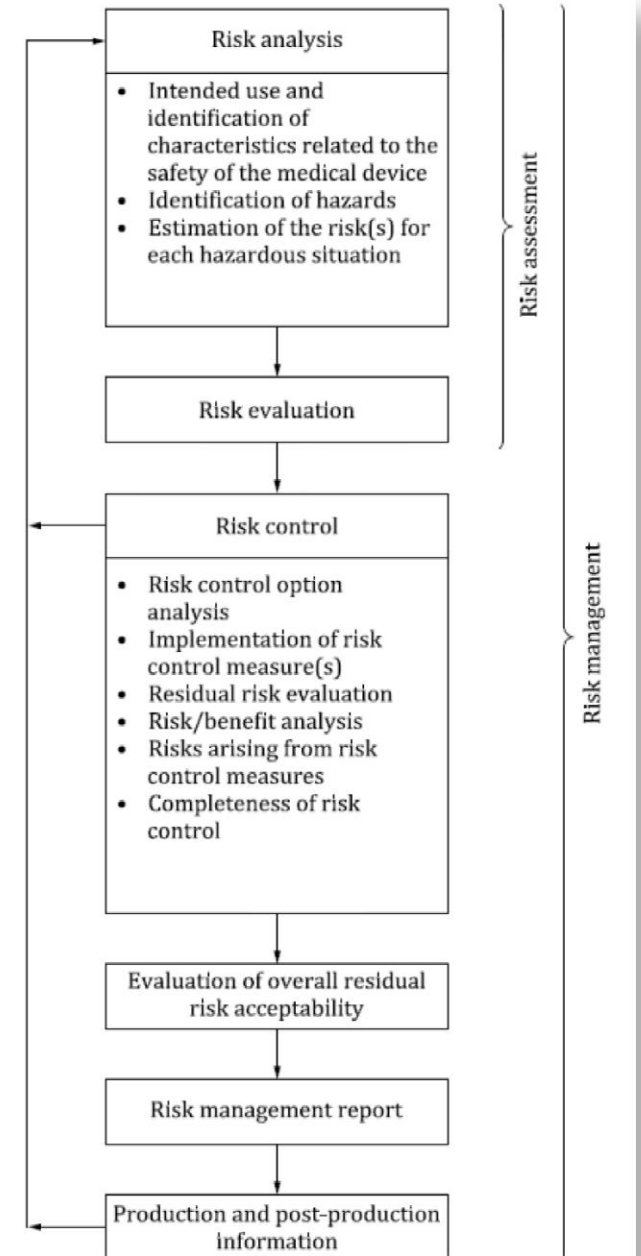 Risk analysis
• Intended use and
identification of
characteristics related to the
safety of the medical device
• Identification of hazards
• Estimation of the risk(s) for
each hazardous situation
Risk evaluation
Risk control
• Risk control option
analysis
• Implementation of risk
control measure(s)
• Residual risk evaluation
• Risk/benefit analysis
• Risks arising from risk
control measures
• Completeness of risk
control
Evaluation of overall residual
risk acceptability
Risk management report
Production and post-production
information
Risk assessment
Risk management